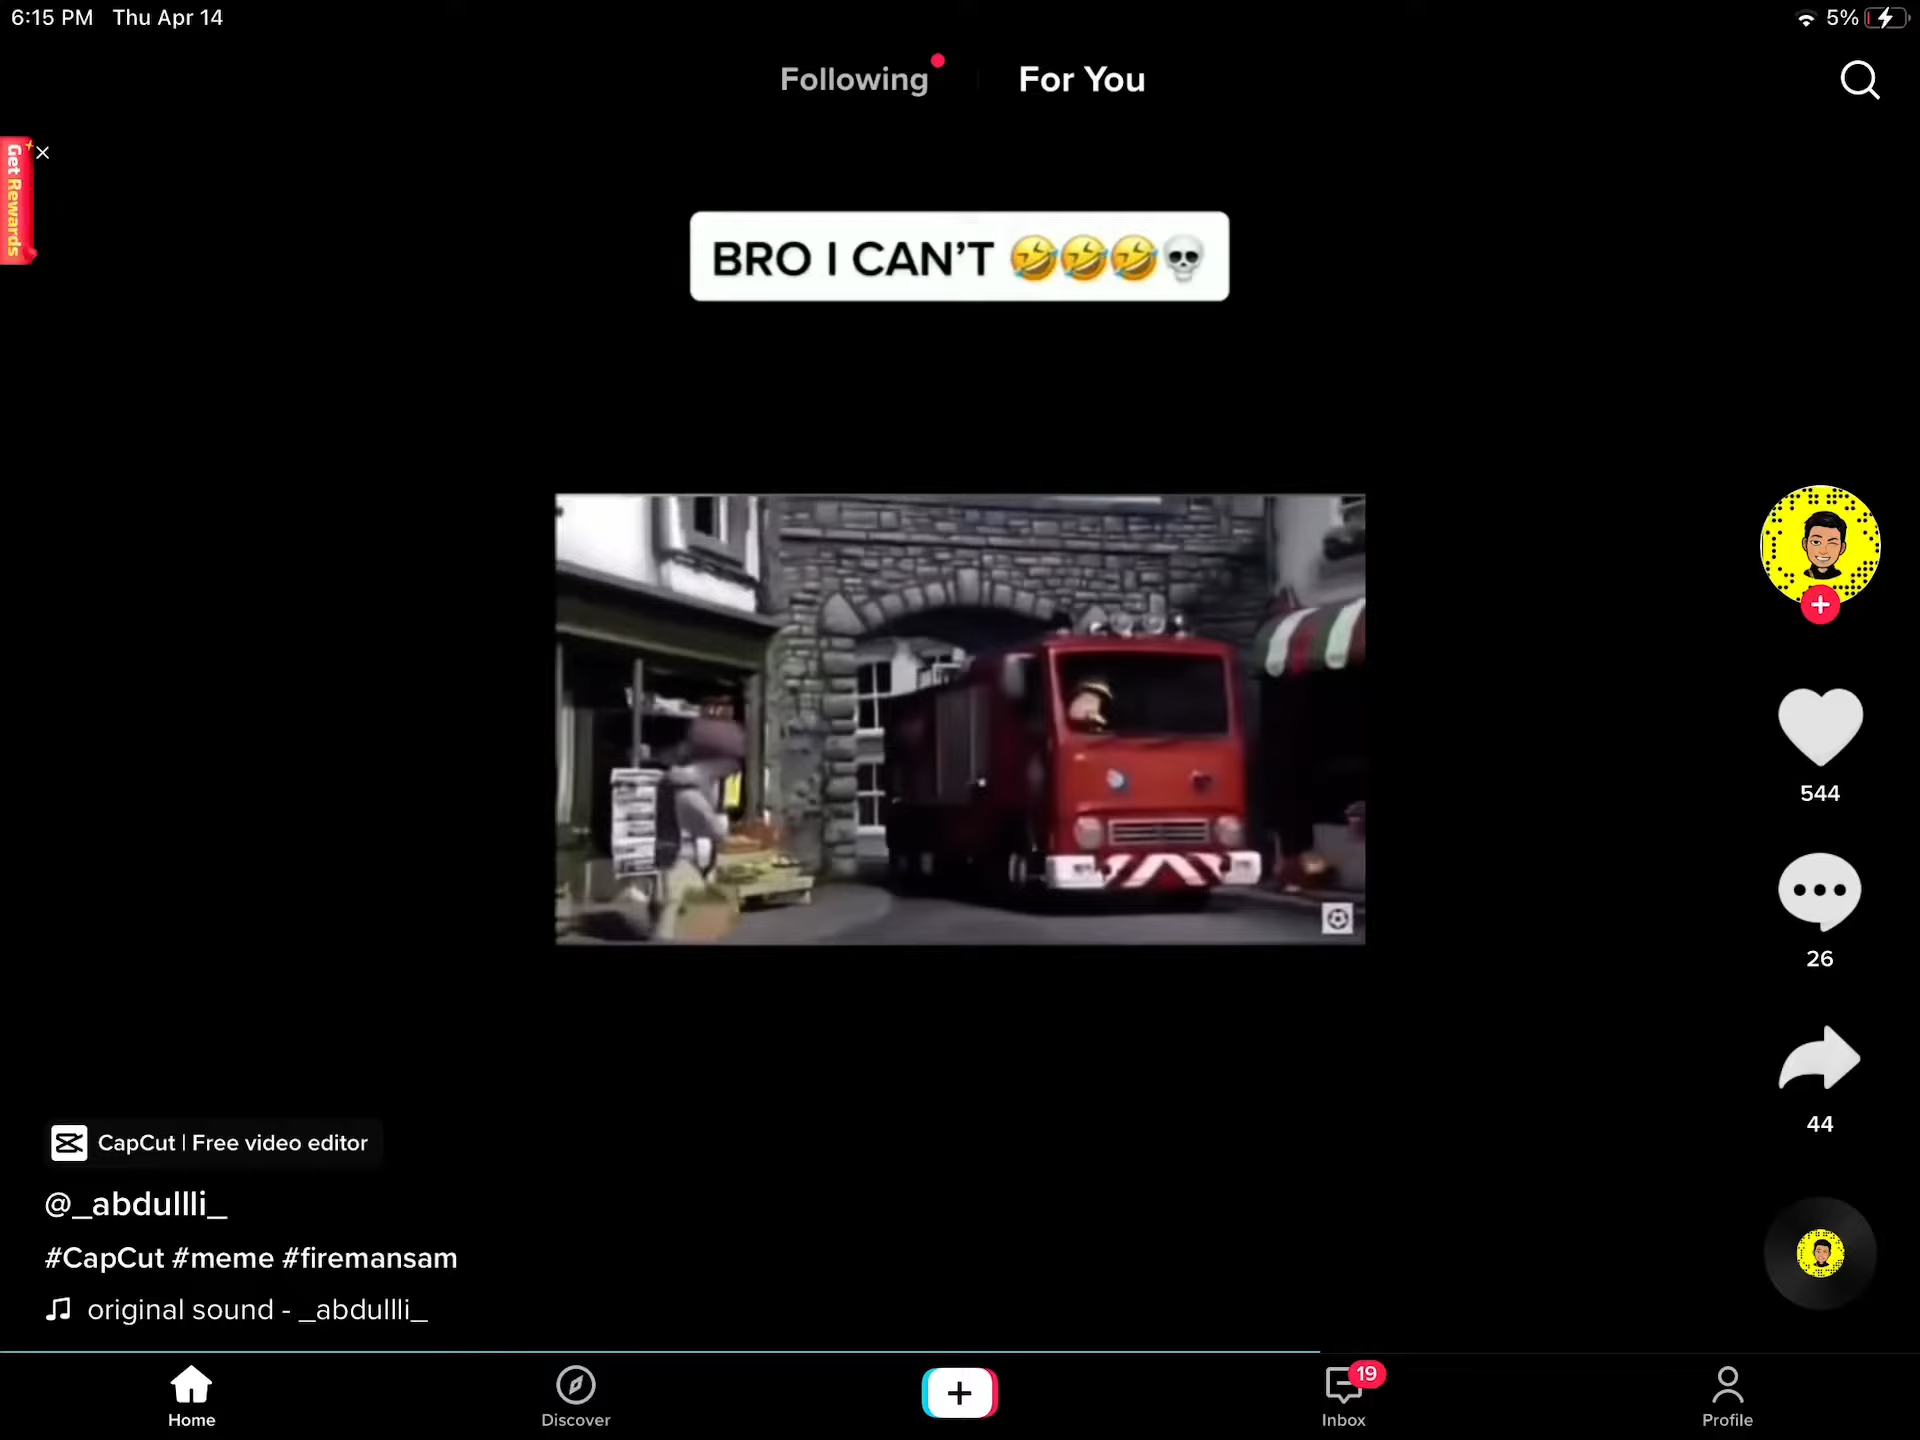 6:15 PM Thu Apr 14
5%
Following
For You
Get Rewards
BRO I CAN'T 🤣🤣🤣💀
544
26
44
CapCut | Free video editor
@_abdullli_
#CapCut #meme #firemansam
original sound - _abdullli_
Home
Discover
19
Inbox
Profile